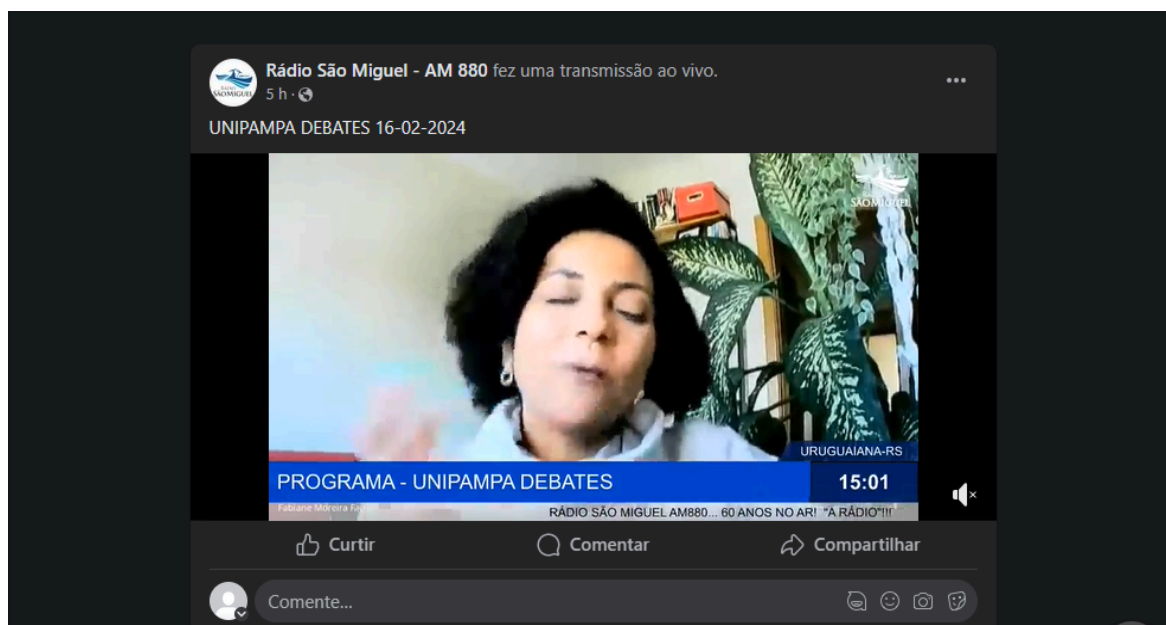 Rádio São Miguel - AM 880 fez uma transmissão ao vivo.
5 h ·
UNIPAMPA DEBATES 16-02-2024
SÃO MIGUEL
URUGUAIANA-RS
PROGRAMA - UNIPAMPA DEBATES
15:01
Fabiane Moreira
RÁDIO SÃO MIGUEL AM880... 60 ANOS NO AR! "A RÁDIO"!!!
Curtir
Comentar
Compartilhar
Comente...